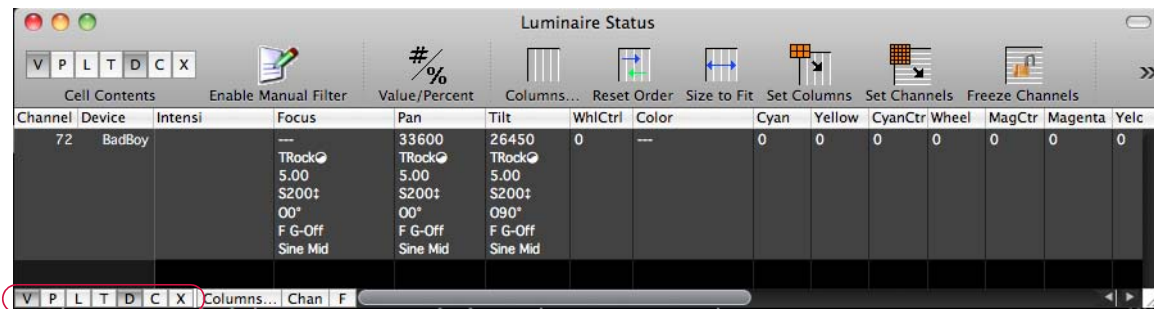 Luminaire Status
V P L T D C X
Cell Contents Enable Manual Filter Value/Percent Columns... Reset Order Size to Fit Set Columns Set Channels Freeze Channels
#/%
»
Channel Device Intensi Focus Pan Tilt WhlCtrl Color Cyan Yellow CyanCtr Wheel MagCtr Magenta Yelc
72 BadBoy --- 33600 26450 0 --- 0 0 0 0 0 0 0
TRock TRock TRock
5.00 5.00 5.00
S200↕ S200↕ S200↕
O0° O0° O90°
F G-Off F G-Off F G-Off
Sine Mid Sine Mid Sine Mid
V P L T D C X Columns... Chan F